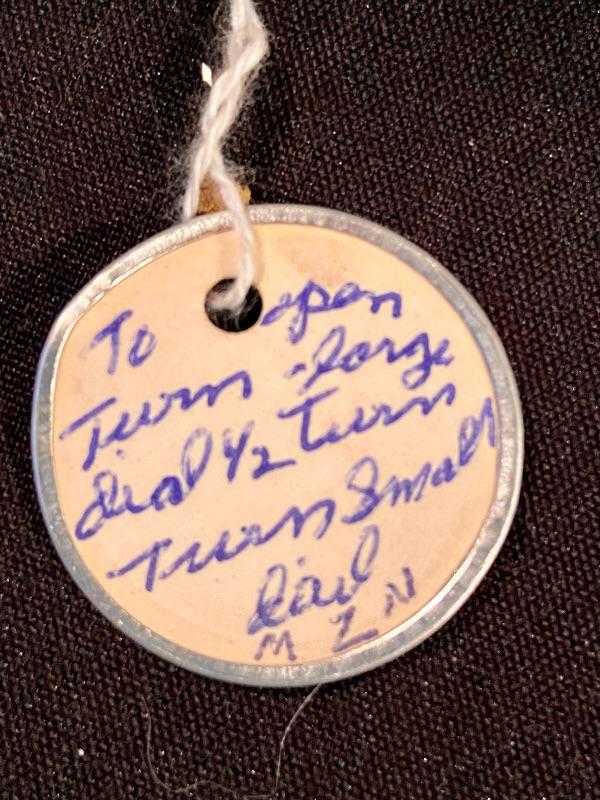 To open
Turn large
dial 1/2 Turn
Turn Small
dial
M Z N